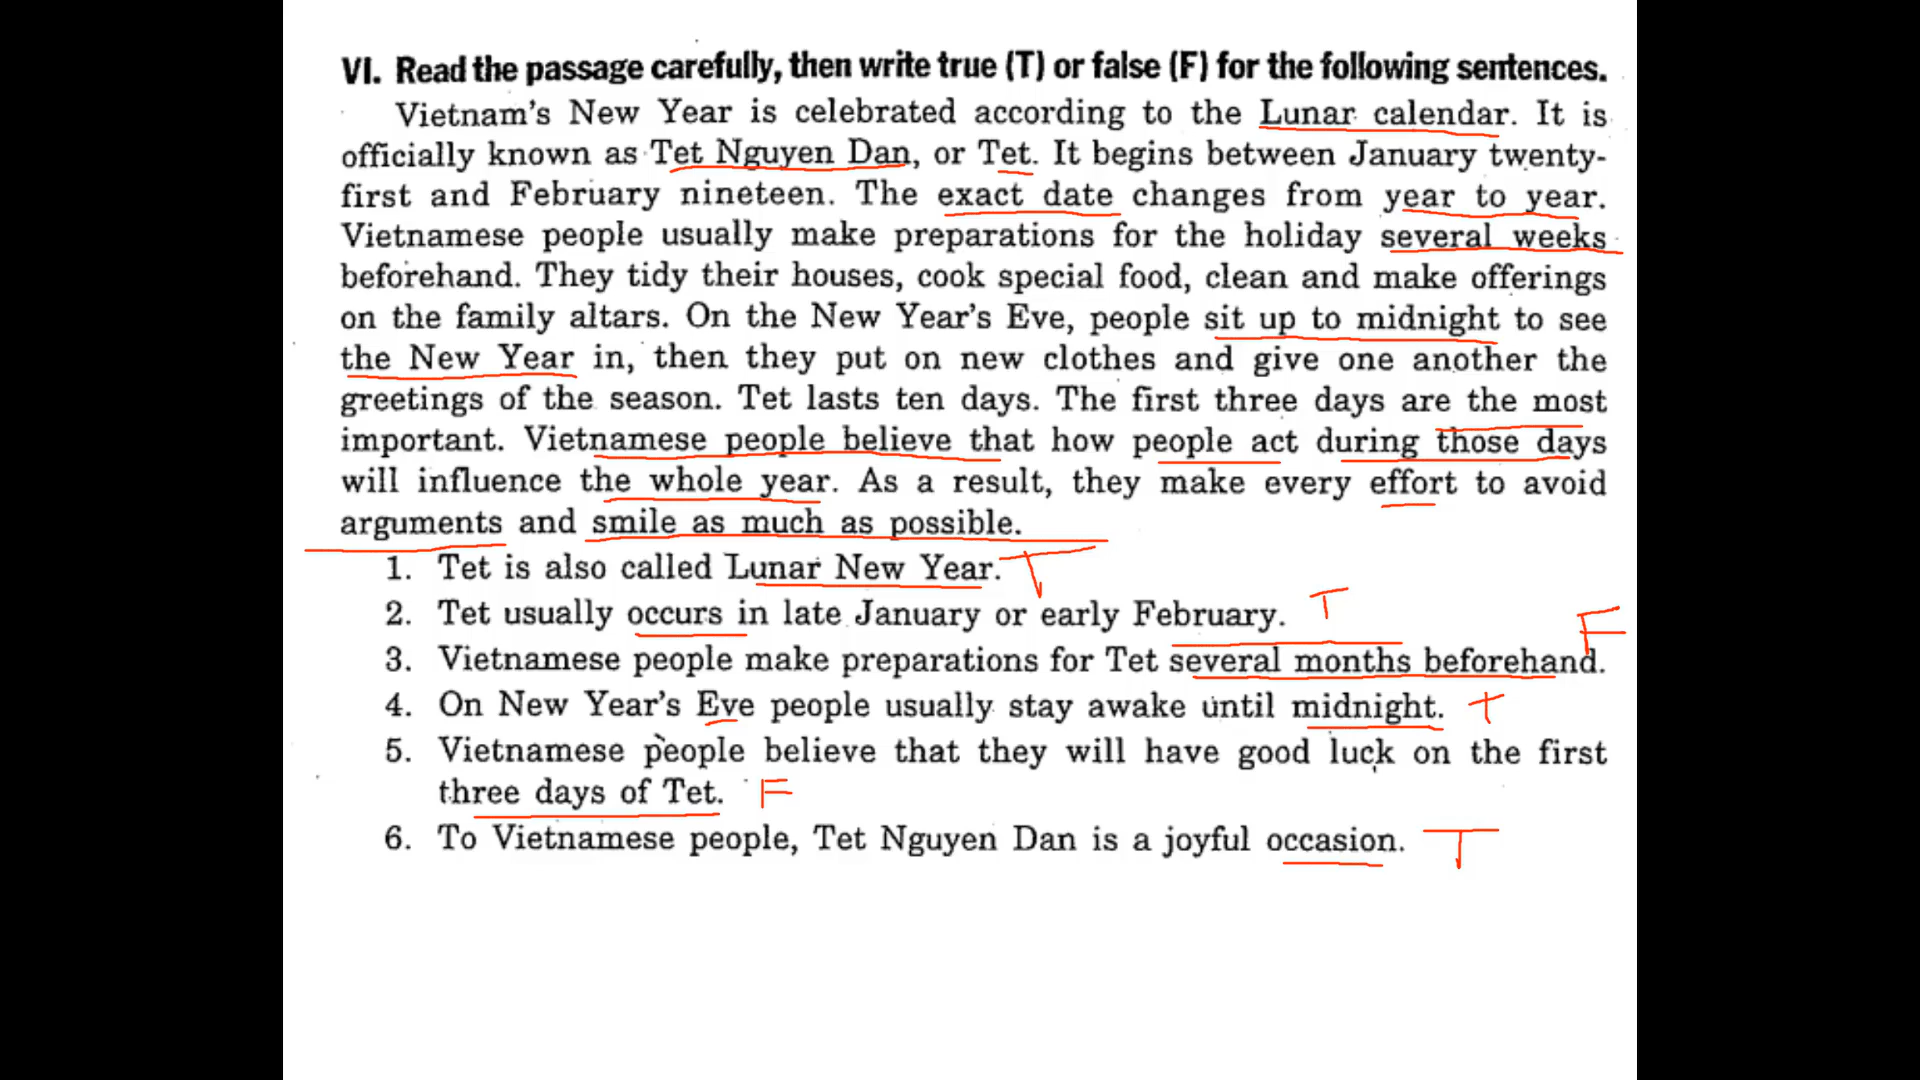 VI. Read the passage carefully, then write true (T) or false (F) for the following sentences.
Vietnam's New Year is celebrated according to the Lunar calendar. It is
officially known as Tet Nguyen Dan, or Tet. It begins between January twenty-
first and February nineteen. The exact date changes from year to year.
Vietnamese people usually make preparations for the holiday several weeks
beforehand. They tidy their houses, cook special food, clean and make offerings
on the family altars. On the New Year's Eve, people sit up to midnight to see
the New Year in, then they put on new clothes and give one another the
greetings of the season. Tet lasts ten days. The first three days are the most
important. Vietnamese people believe that how people act during those days
will influence the whole year. As a result, they make every effort to avoid
arguments and smile as much as possible.
1. Tet is also called Lunar New Year. T
2. Tet usually occurs in late January or early February. T
3. Vietnamese people make preparations for Tet several months beforehand. F
4. On New Year's Eve people usually stay awake until midnight. T
5. Vietnamese people believe that they will have good luck on the first
three days of Tet. F
6. To Vietnamese people, Tet Nguyen Dan is a joyful occasion. T